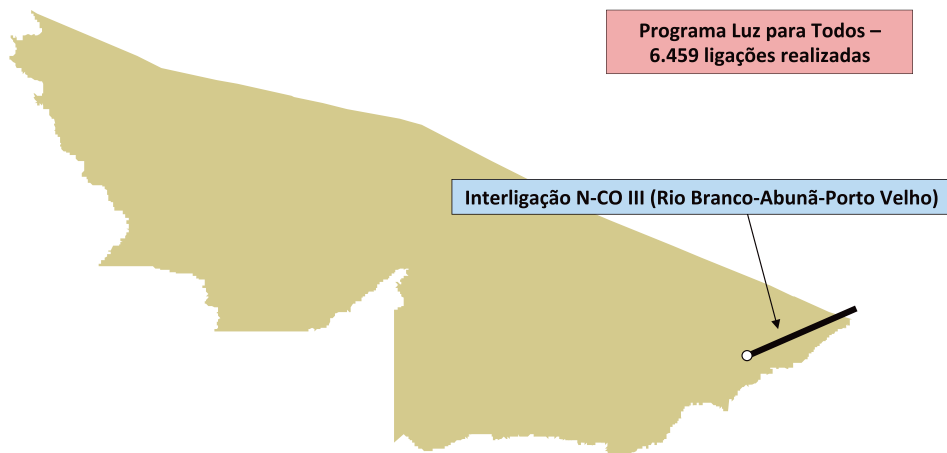 Programa Luz para Todos –
6.459 ligações realizadas
Interligação N-CO III (Rio Branco-Abunã-Porto Velho)